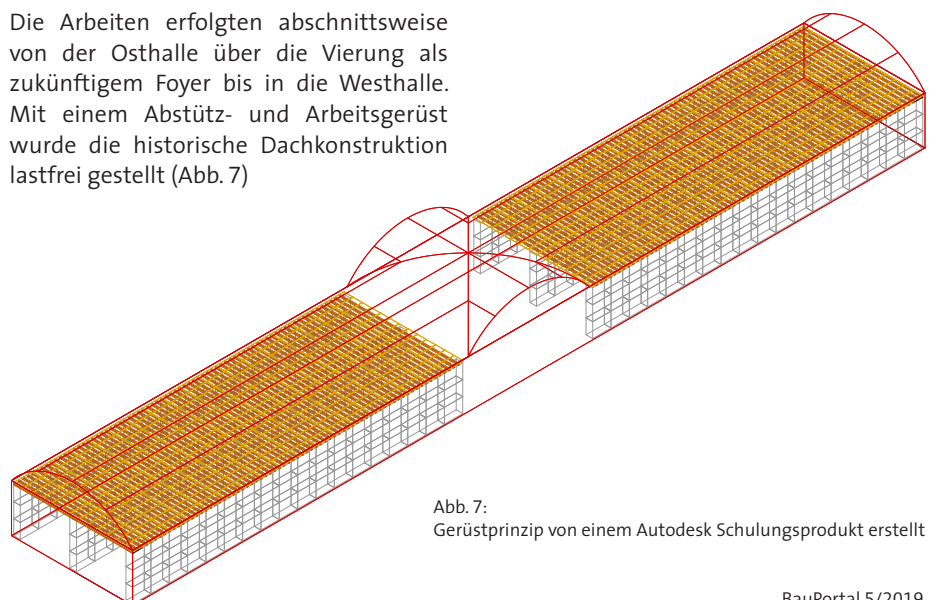 Die Arbeiten erfolgten abschnittsweise
von der Osthalle über die Vierung als
zukünftigem Foyer bis in die Westhalle.
Mit einem Abstütz- und Arbeitsgerüst
wurde die historische Dachkonstruktion
lastfrei gestellt (Abb. 7)
Abb. 7:
Gerüstprinzip von einem Autodesk Schulungsprodukt erstellt
BauPortal 5/2019